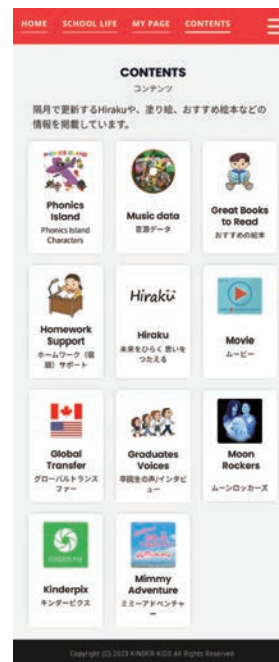 HOME SCHOOL LIFE MY PAGE CONTENTS
CONTENTS
コンテンツ
隔月で更新するHirakuや、塗り絵、おすすめ絵本などの
情報を掲載しています。
PHONICS ISLAND
Phonics
Island
Phonics Island
Characters
Music data
音源データ
Great Books
to Read
おすすめの絵本
Homework
Support
ホームワーク（宿
題）サポート
Hiraku
Hiraku
未来をひらく 思いを
つたえる
Movie
ムービー
Global
Transfer
グローバルトランス
ファー
Graduates
Voices
卒園生の声/インタビ
ュー
Moon
Rockers
ムーンロッカーズ
KINDER PIX
Kinderpix
キンダーピクス
Mimmy
Mimmy
Adventure
ミミーアドベンチャ
ー
Copyright (C) 2023 KINDER KIDS All Rights Reserved.